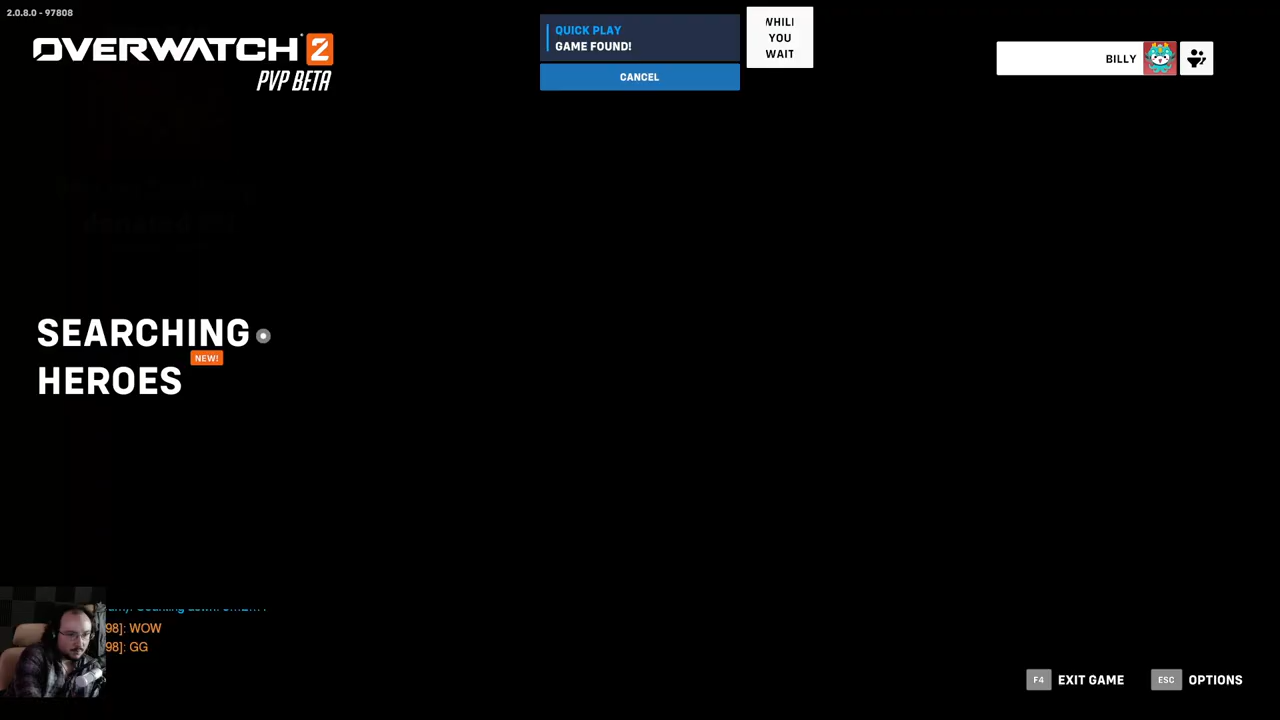 2.0.8.0 - 97808
OVERWATCH 2
PVP BETA
QUICK PLAY
GAME FOUND!
CANCEL
WHILE
YOU
WAIT
BILLY
SEARCHING
NEW!
HEROES
98]: WOW
98]: GG
F4 EXIT GAME
ESC OPTIONS